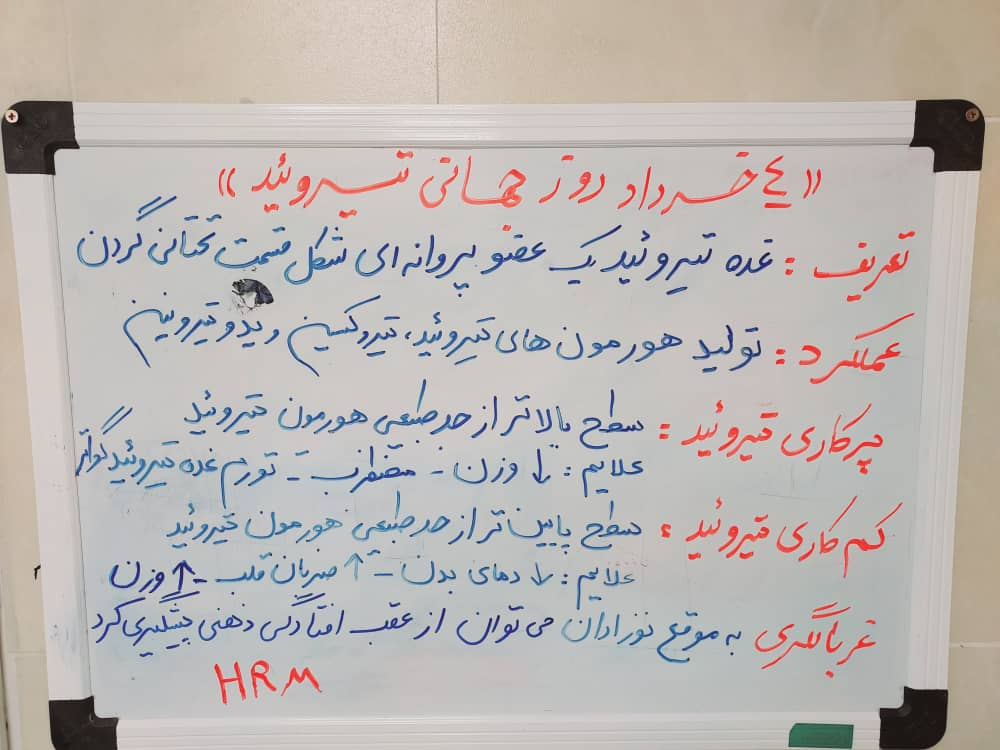 «٤ خرداد روز جهانی تیروئید»
تعریف : غده تیروئید یک عضو پروانه ای شکل قسمت تحتانی گردن
عملکرد : تولید هورمون های تیروئید، تیروکسین و یدوتیرونین
پرکاری تیروئید : سطح بالاتر از حد طبیعی هورمون تیروئید
علایم : ↓ وزن - مضطرب - تورم غده تیروئید گواتر
کم کاری تیروئید : سطح پایین تر از حد طبیعی هورمون تیروئید
علایم : ↓ دمای بدن - ↑ ضربان قلب - ↑ وزن
غربالگری به موقع نوزادان می توان از عقب افتادگی ذهنی پیشگیری کرد
HRM